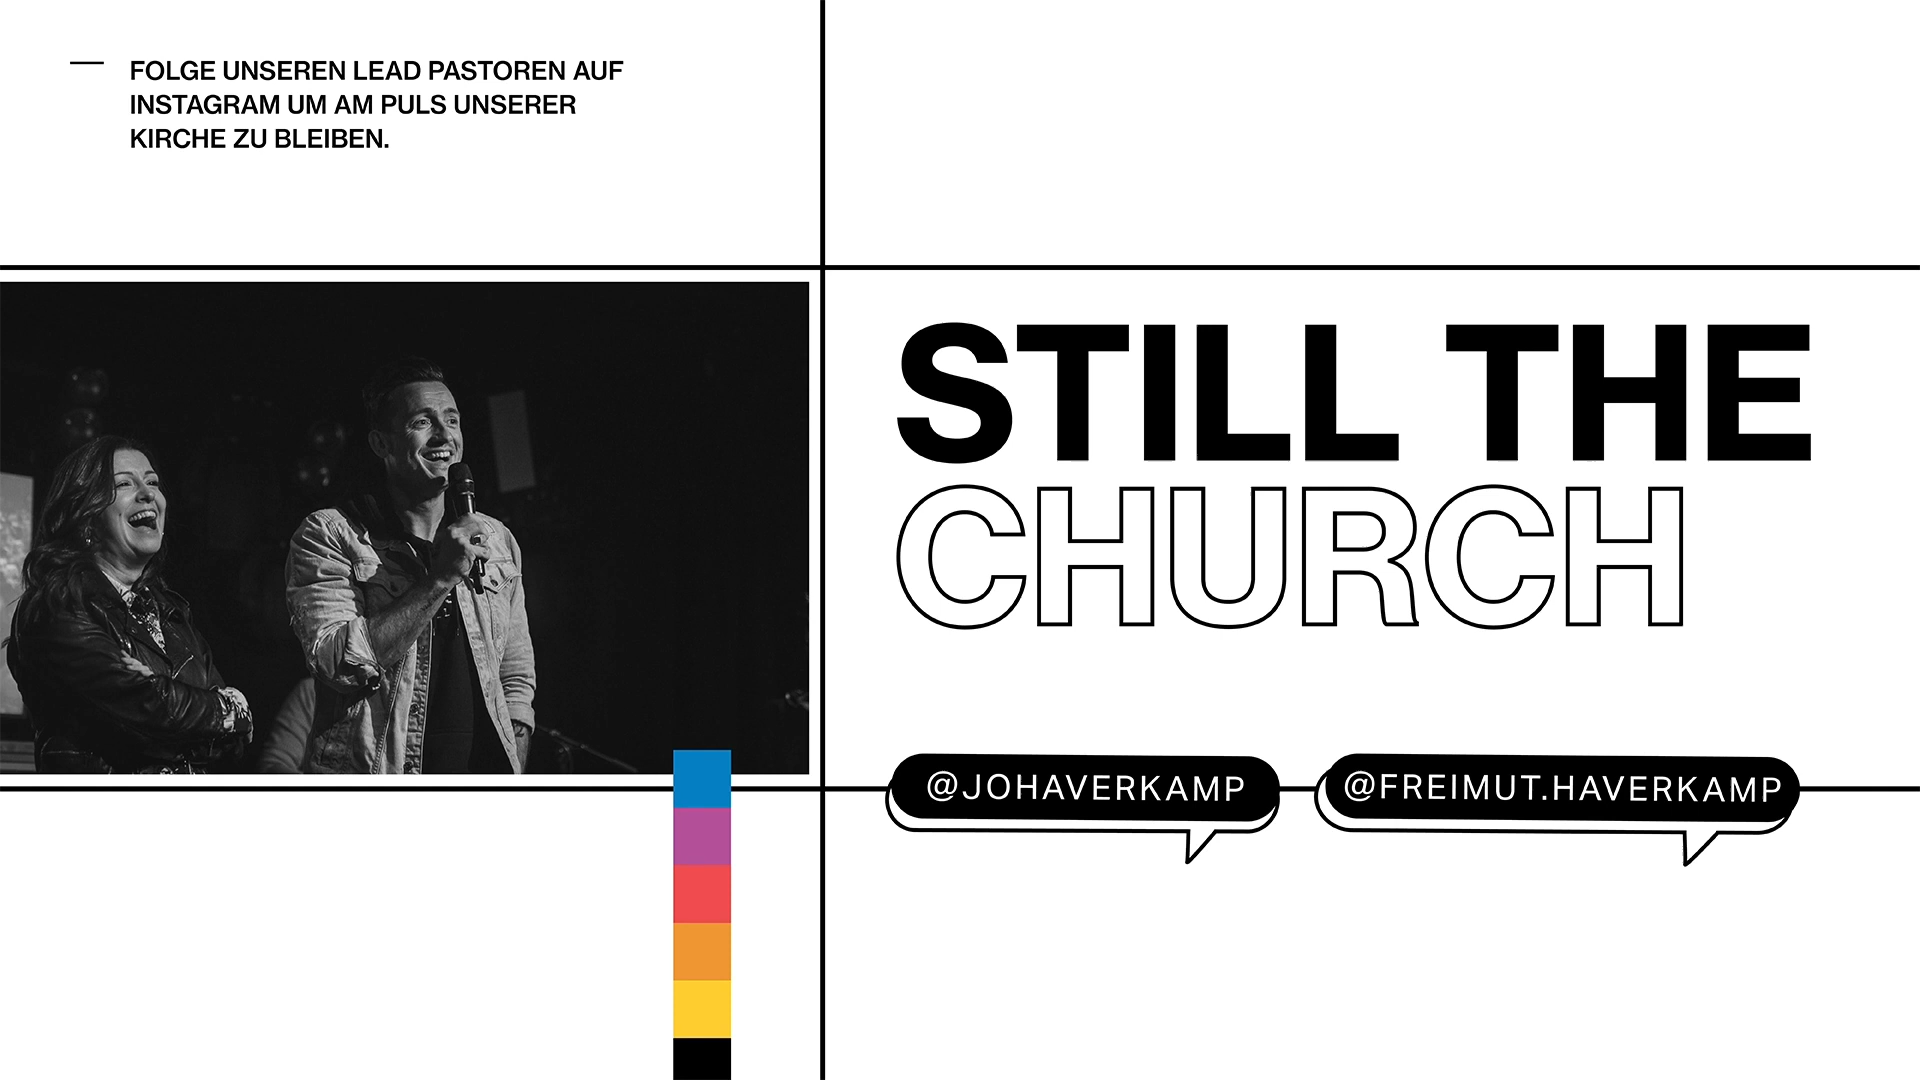 FOLGE UNSEREN LEAD PASTOREN AUF
INSTAGRAM UM AM PULS UNSERER
KIRCHE ZU BLEIBEN.
STILL THE
CHURCH
@JOHAVERKAMP
@FREIMUT.HAVERKAMP